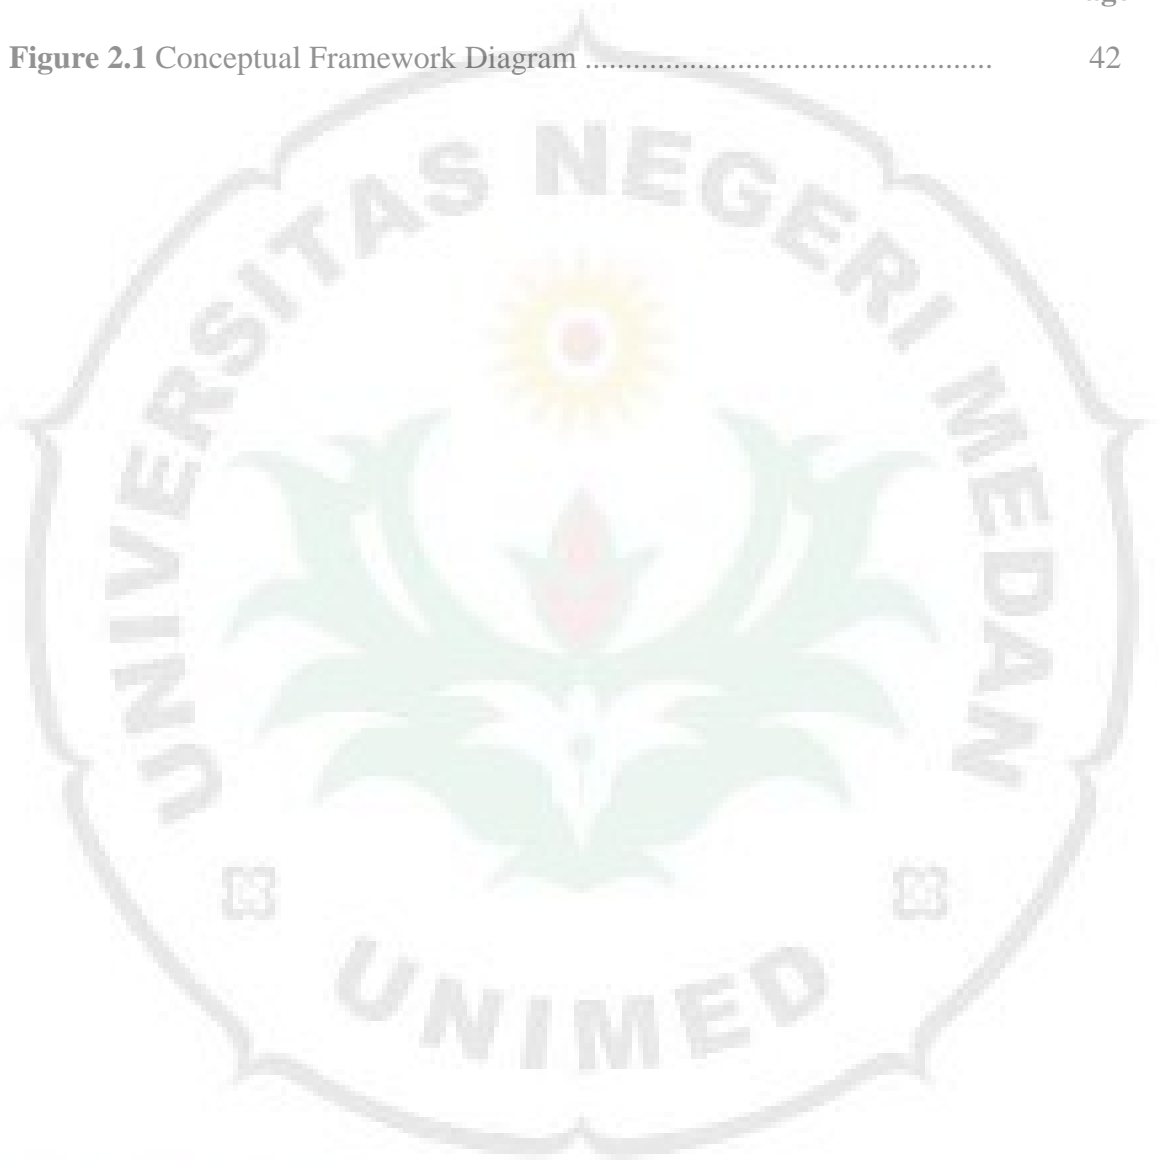 Figure 2.1 Conceptual Framework Diagram ........................................... 42
UNIVERSITAS NEGERI MEDAN
UNIMED